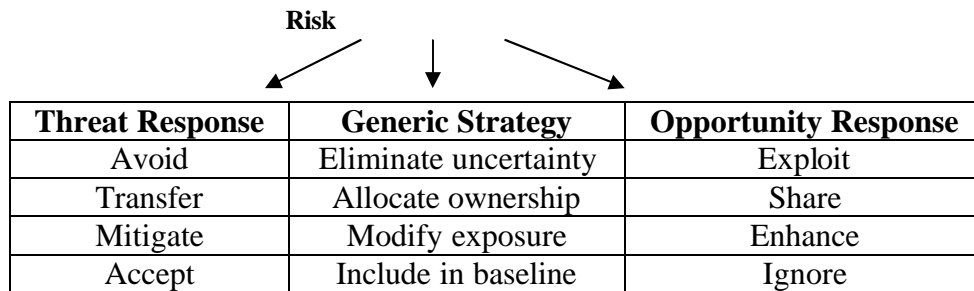 Risk
Threat Response Generic Strategy Opportunity Response
Avoid Eliminate uncertainty Exploit
Transfer Allocate ownership Share
Mitigate Modify exposure Enhance
Accept Include in baseline Ignore